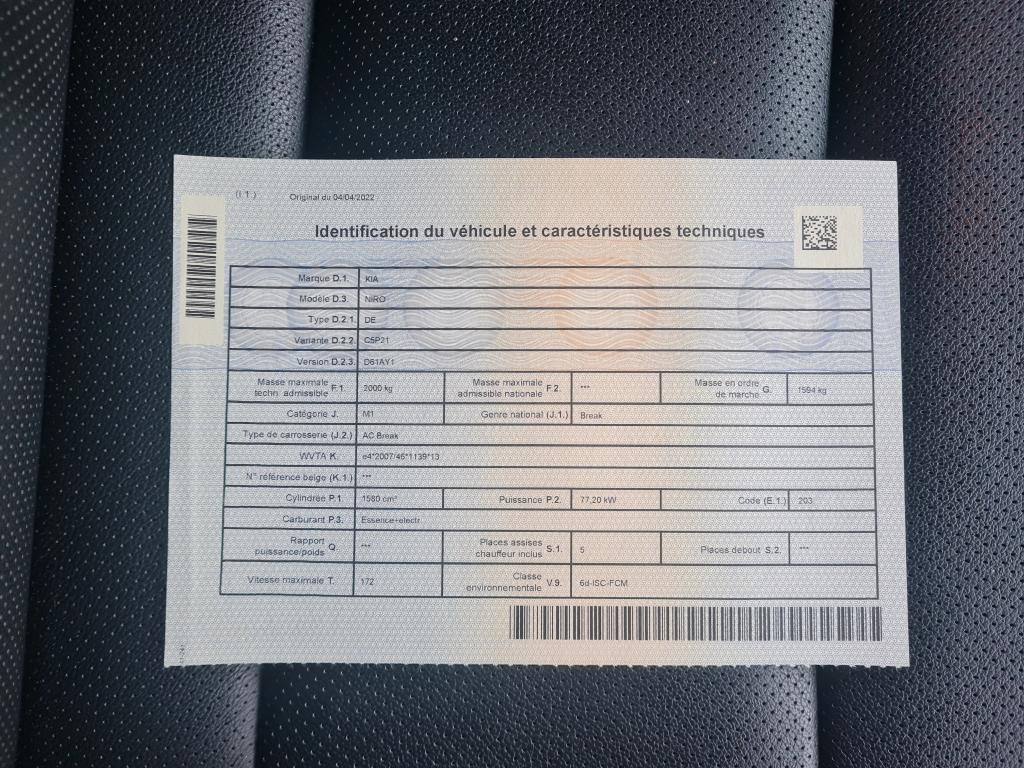 (I.1.) Original du 04/04/2022
Identification du véhicule et caractéristiques techniques
Marque D.1. KIA
Modèle D.3. NIRO
Type D.2.1. DE
Variante D.2.2. C5P21
Version D.2.3. D61AY1
Masse maximale techn. admissible F.1. 2000 kg Masse maximale admissible nationale F.2. *** Masse en ordre de marche G. 1594 kg
Catégorie J. M1 Genre national (J.1.) Break
Type de carrosserie (J.2.) AC Break
WVTA K. e4*2007/46*1139*13
N° référence belge (K.1.) ***
Cylindrée P.1. 1580 cm³ Puissance P.2. 77,20 kW Code (E.1.) 203
Carburant P.3. Essence+electr.
Rapport puissance/poids Q. *** Places assises chauffeur inclus S.1. 5 Places debout S.2. ***
Vitesse maximale T. 172 Classe environnementale V.9. 6d-ISC-FCM